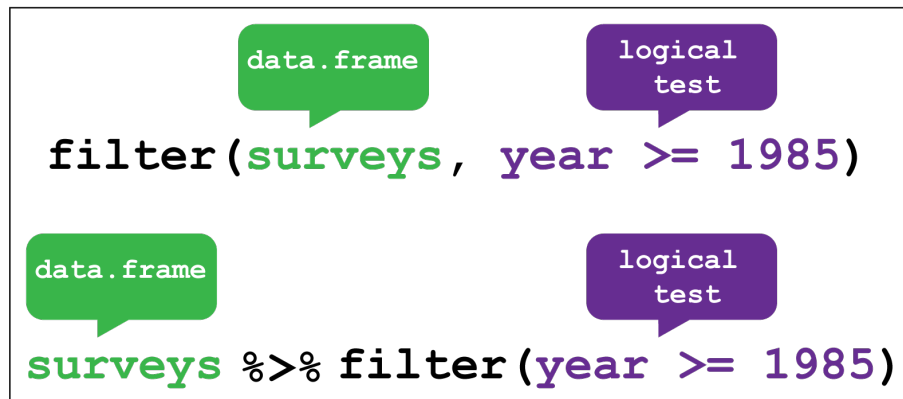 data.frame
logical
test
filter(surveys, year >= 1985)
data.frame
logical
test
surveys %>% filter(year >= 1985)